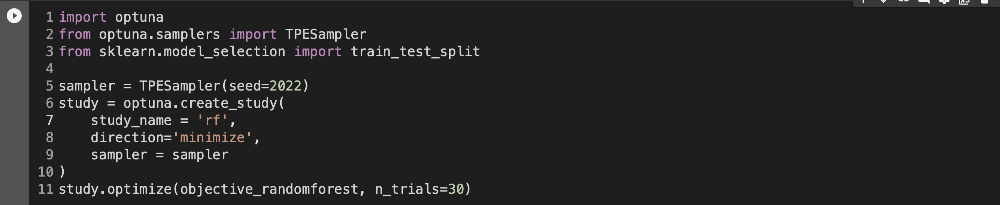 1 import optuna
2 from optuna.samplers import TPESampler
3 from sklearn.model_selection import train_test_split
4
5 sampler = TPESampler(seed=2022)
6 study = optuna.create_study(
7     study_name = 'rf',
8     direction='minimize',
9     sampler = sampler
10 )
11 study.optimize(objective_randomforest, n_trials=30)